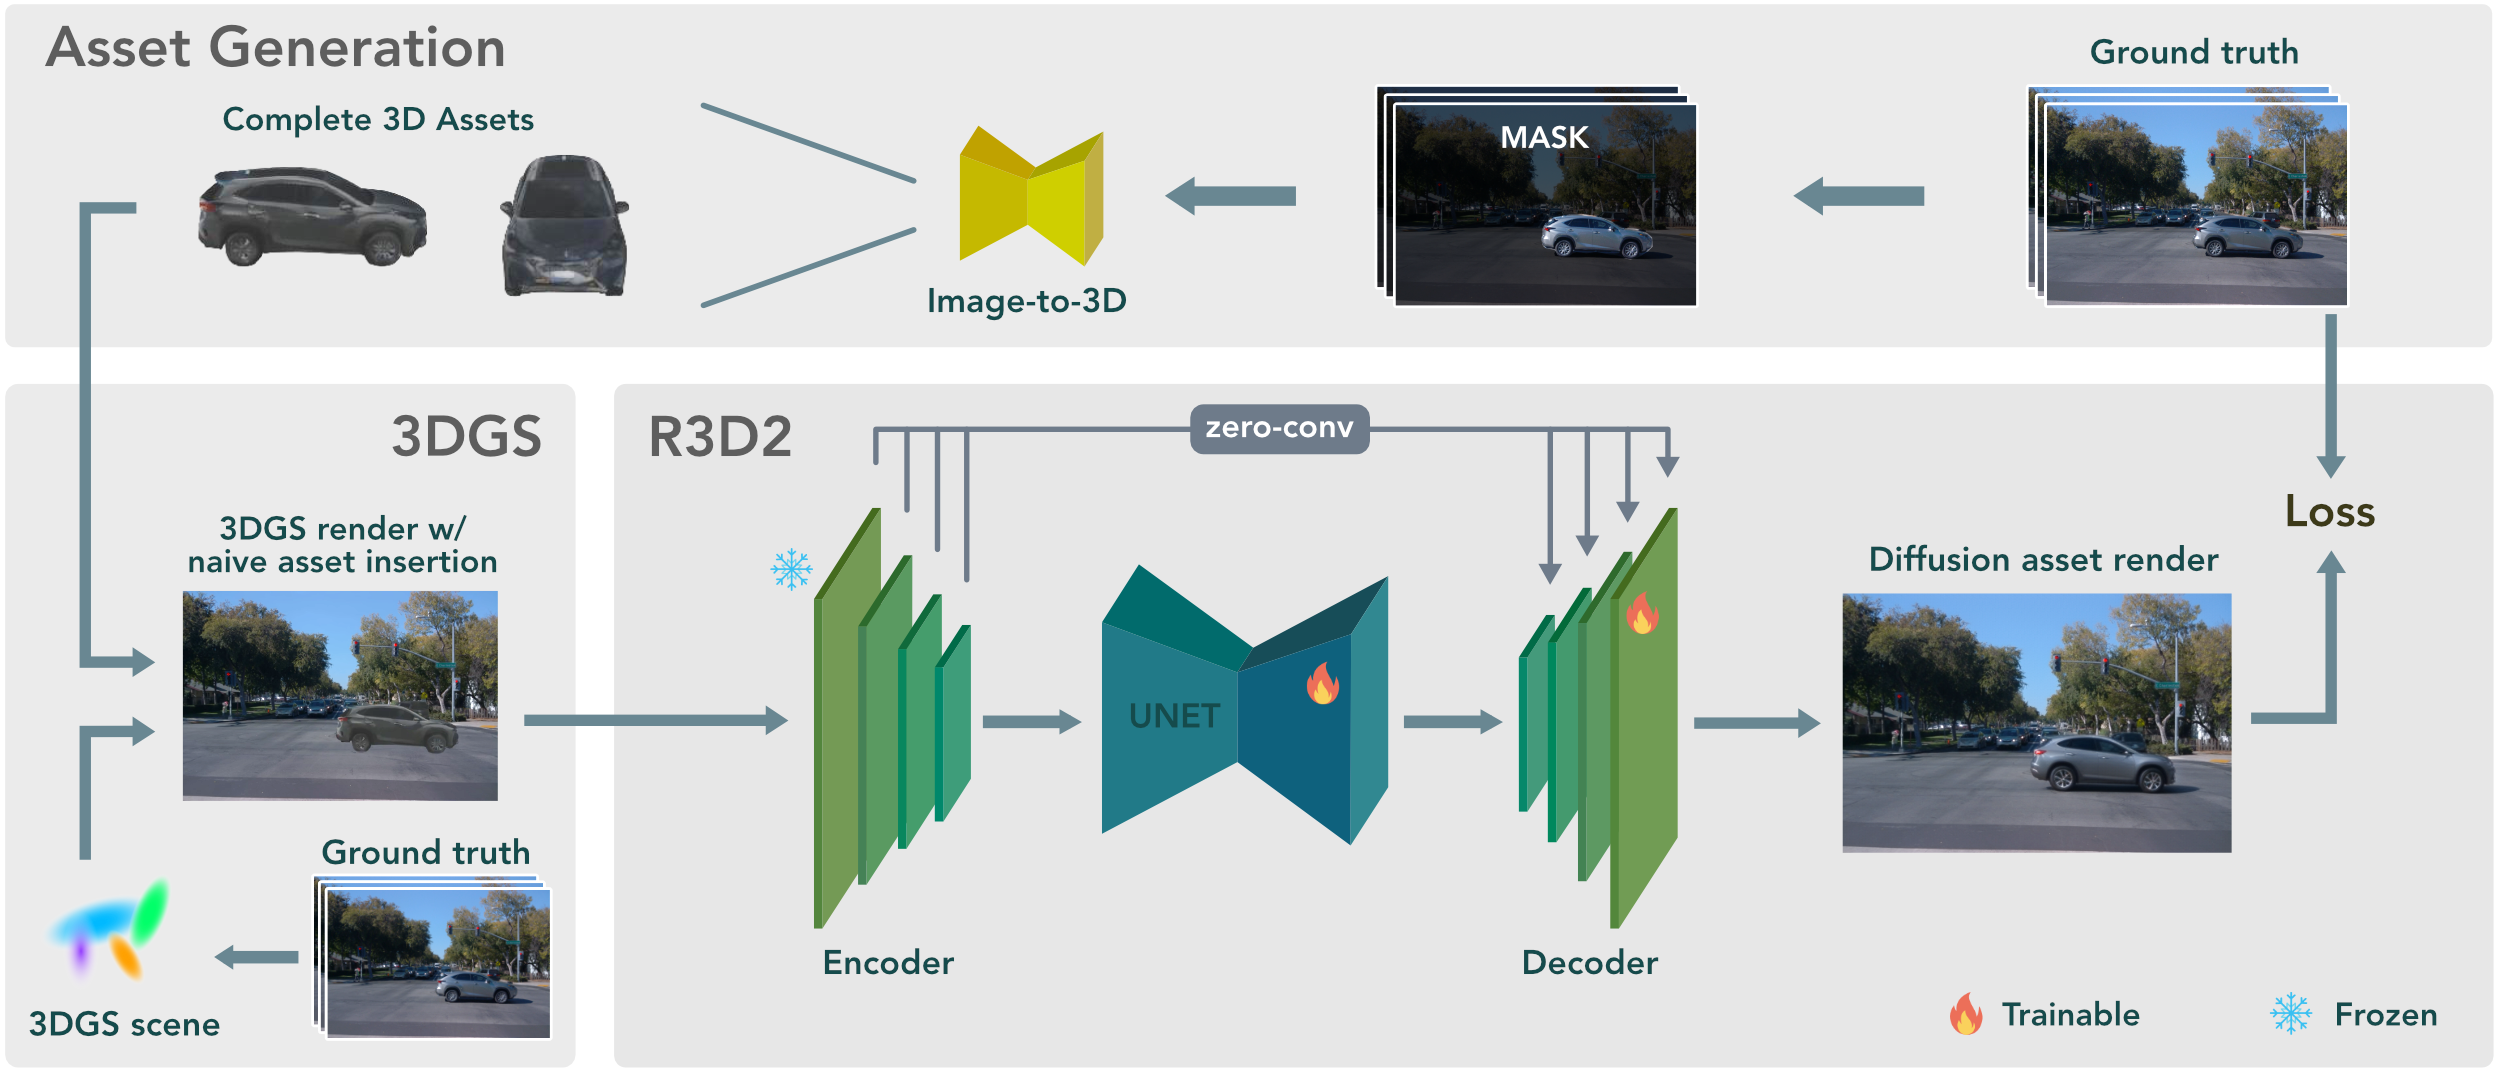 Asset Generation
Complete 3D Assets
Image-to-3D
MASK
Ground truth
3DGS
3DGS render w/
naive asset insertion
Ground truth
3DGS scene
R3D2
zero-conv
UNET
Encoder
Decoder
Diffusion asset render
Loss
Trainable
Frozen